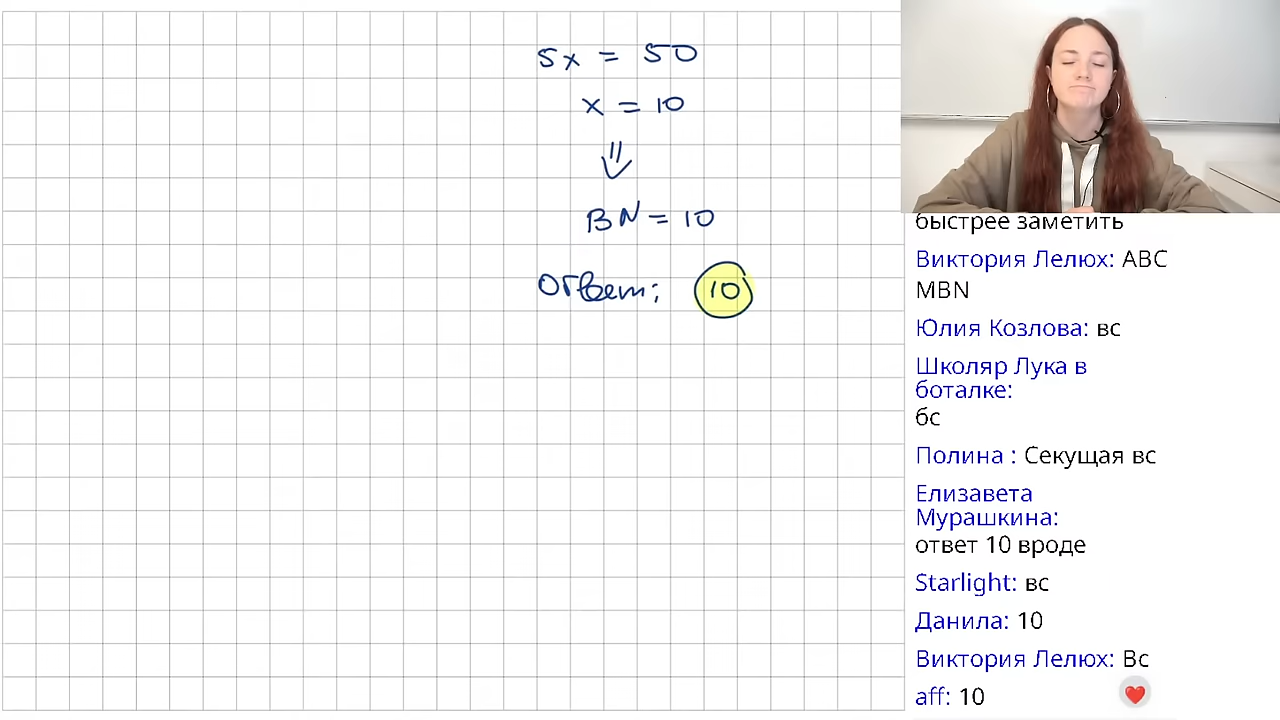 5x = 50
x = 10
⇓
BN = 10
Ответ: 10
быстрее заметить
Виктория Лелюх: ABC
MBN
Юлия Козлова: вс
Школяр Лука в
боталке:
бс
Полина : Секущая вс
Елизавета
Мурашкина:
ответ 10 вроде
Starlight: вс
Данила: 10
Виктория Лелюх: Вс
aff: 10